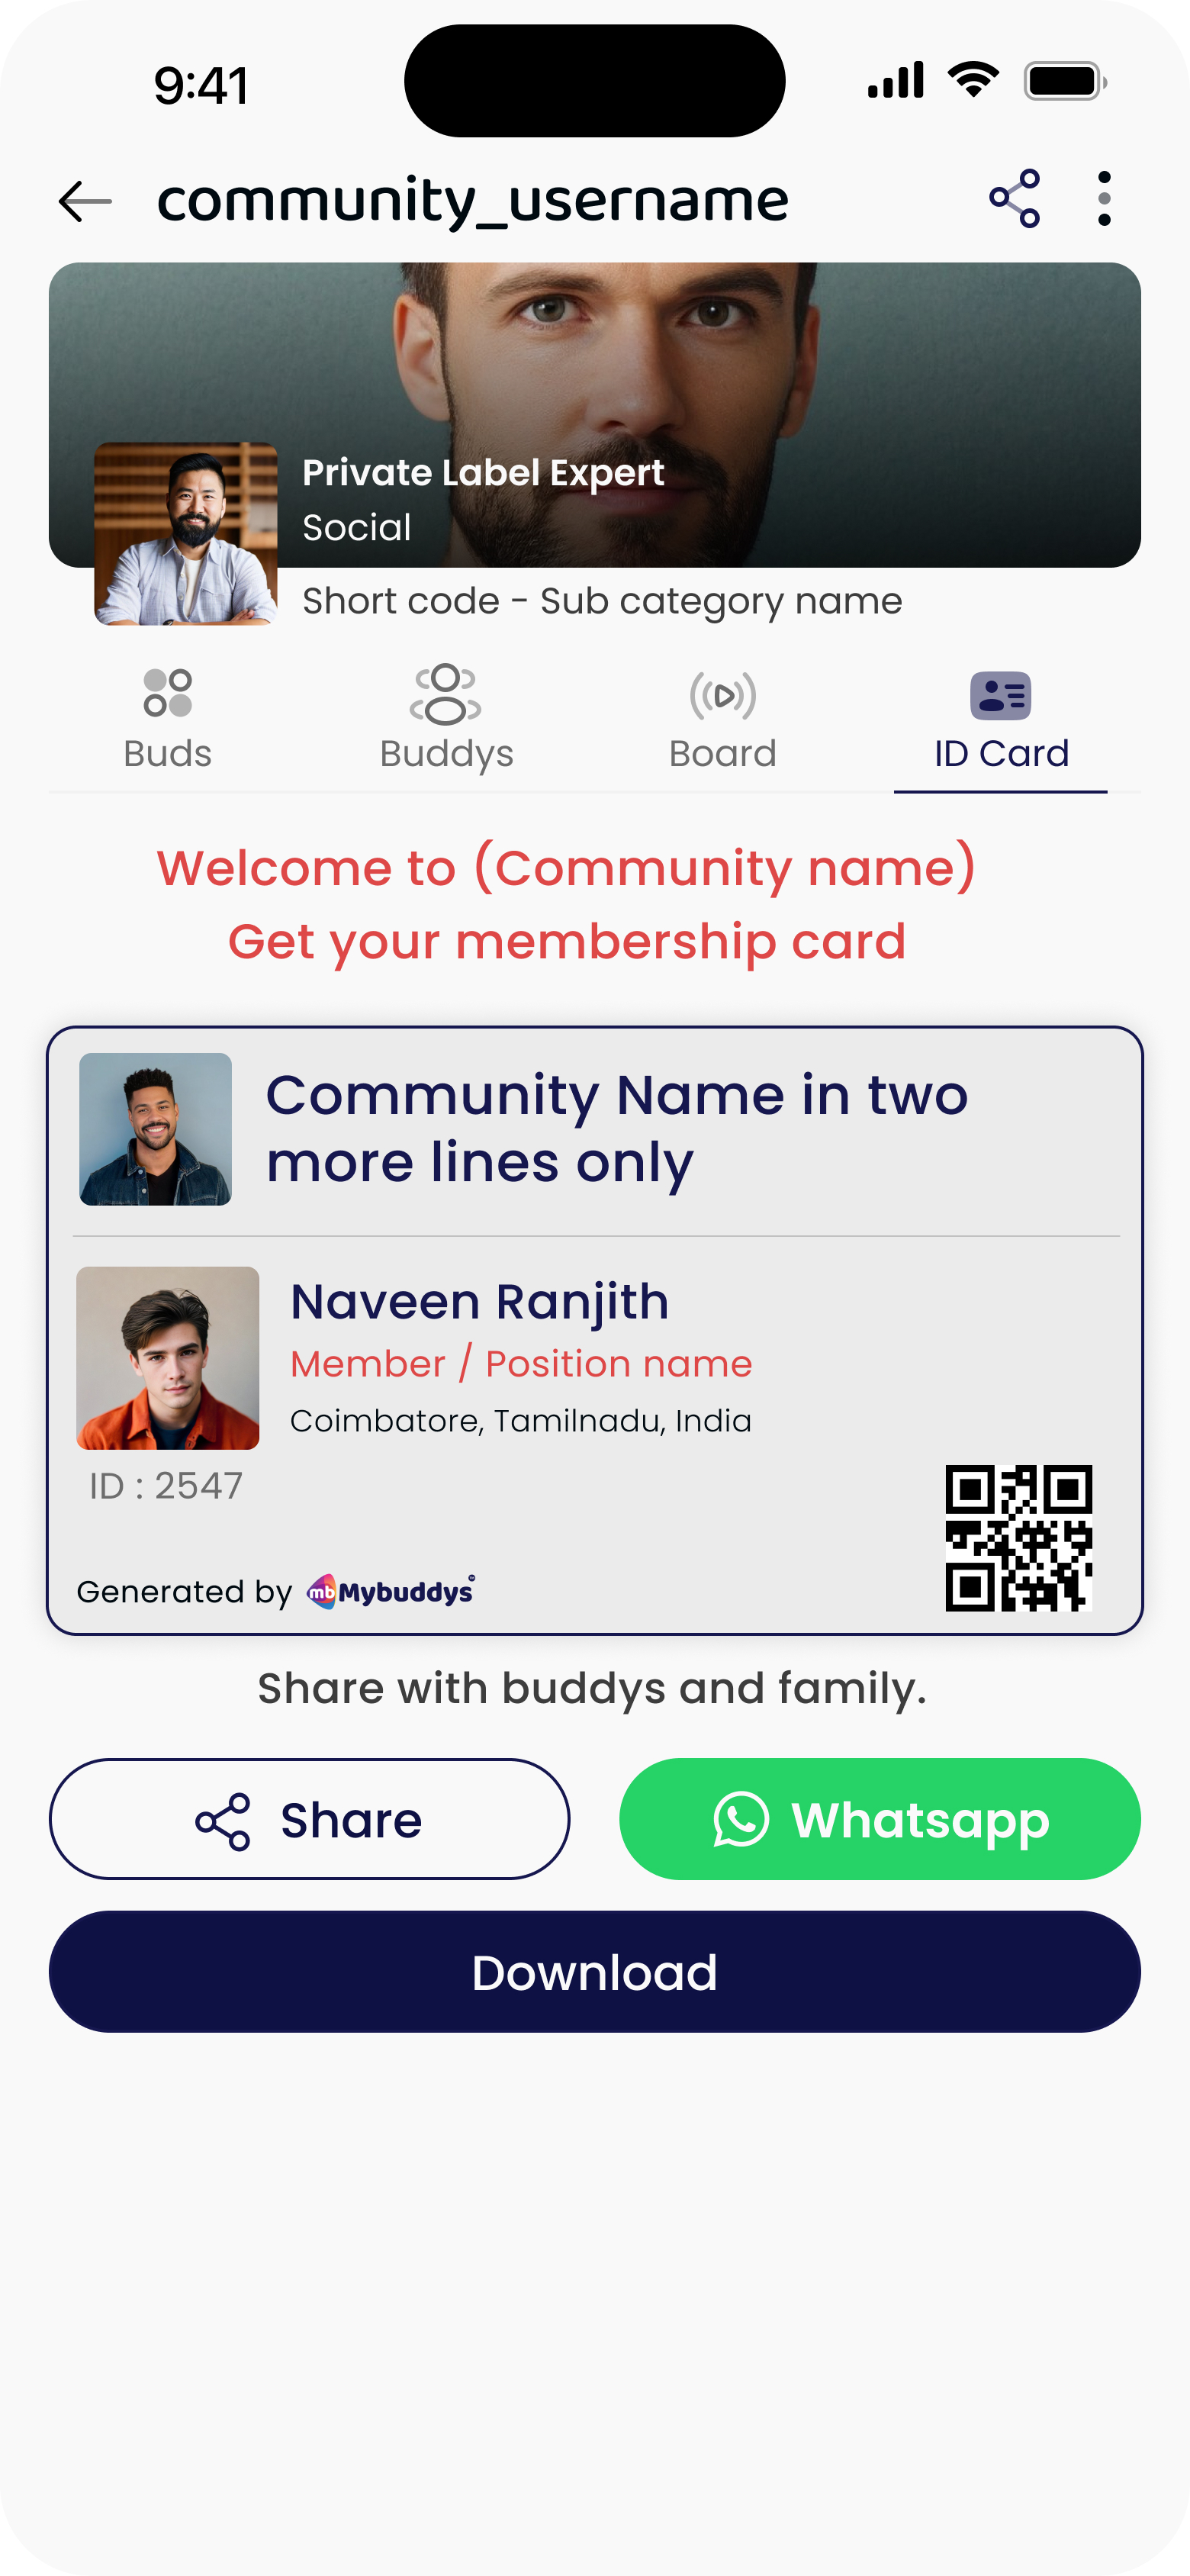 9:41
community_username
Private Label Expert
Social
Short code - Sub category name
Buds
Buddys
Board
ID Card
Welcome to (Community name)
Get your membership card
Community Name in two
more lines only
Naveen Ranjith
Member / Position name
Coimbatore, Tamilnadu, India
ID : 2547
Generated by mb Mybuddys
Share with buddys and family.
Share
Whatsapp
Download